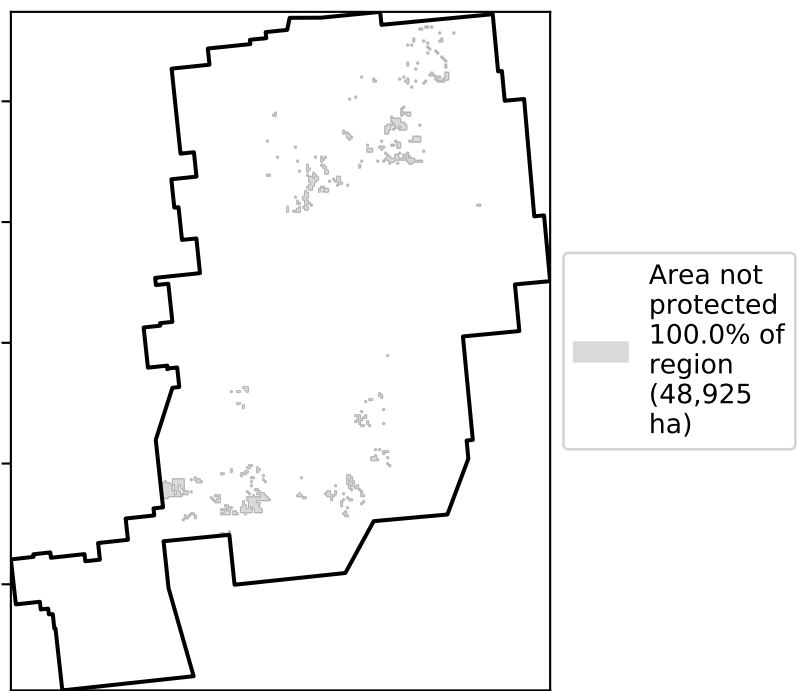 Area not
protected
100.0% of
region
(48,925
ha)